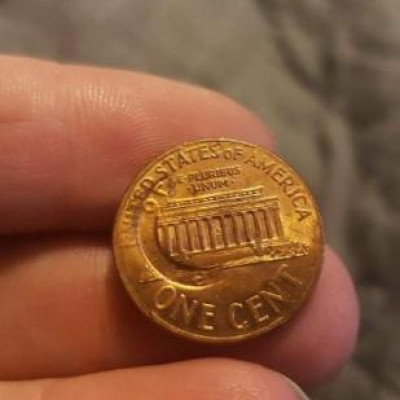 UNITED STATES oF AMERICA
E · PLURIBUS
· UNUM ·
ONE CENT